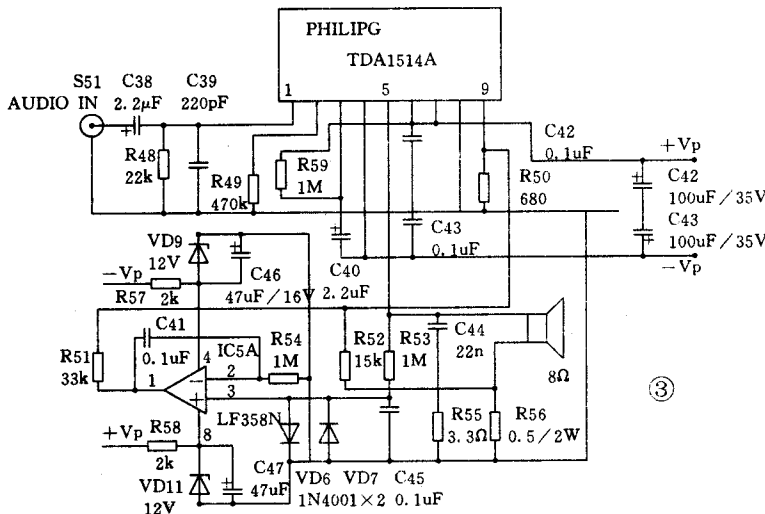 PHILIPG
TDA1514A
1 5 9
S51
AUDIO IN
C38
2.2μF
C39
220pF
R48
22k
R49
470k
R59
1M
C42
0.1uF
R50
680
+Vp
C42
100uF/35V
C43
100uF/35V
-Vp
C43
0.1uF
VD9
12V
-Vp
R57
2k
C46
47uF/16V
C40
2.2uF
C41
0.1uF
R51
33k
IC5A
4
2
1
3
8
R54
1M
R52
15k
R53
1M
C44
22n
8Ω
③
LF358N
+Vp
R58
2k
VD11
12V
C47
47uF
VD6 VD7
1N4001×2
C45
0.1uF
R55
3.3Ω
R56
0.5/2W